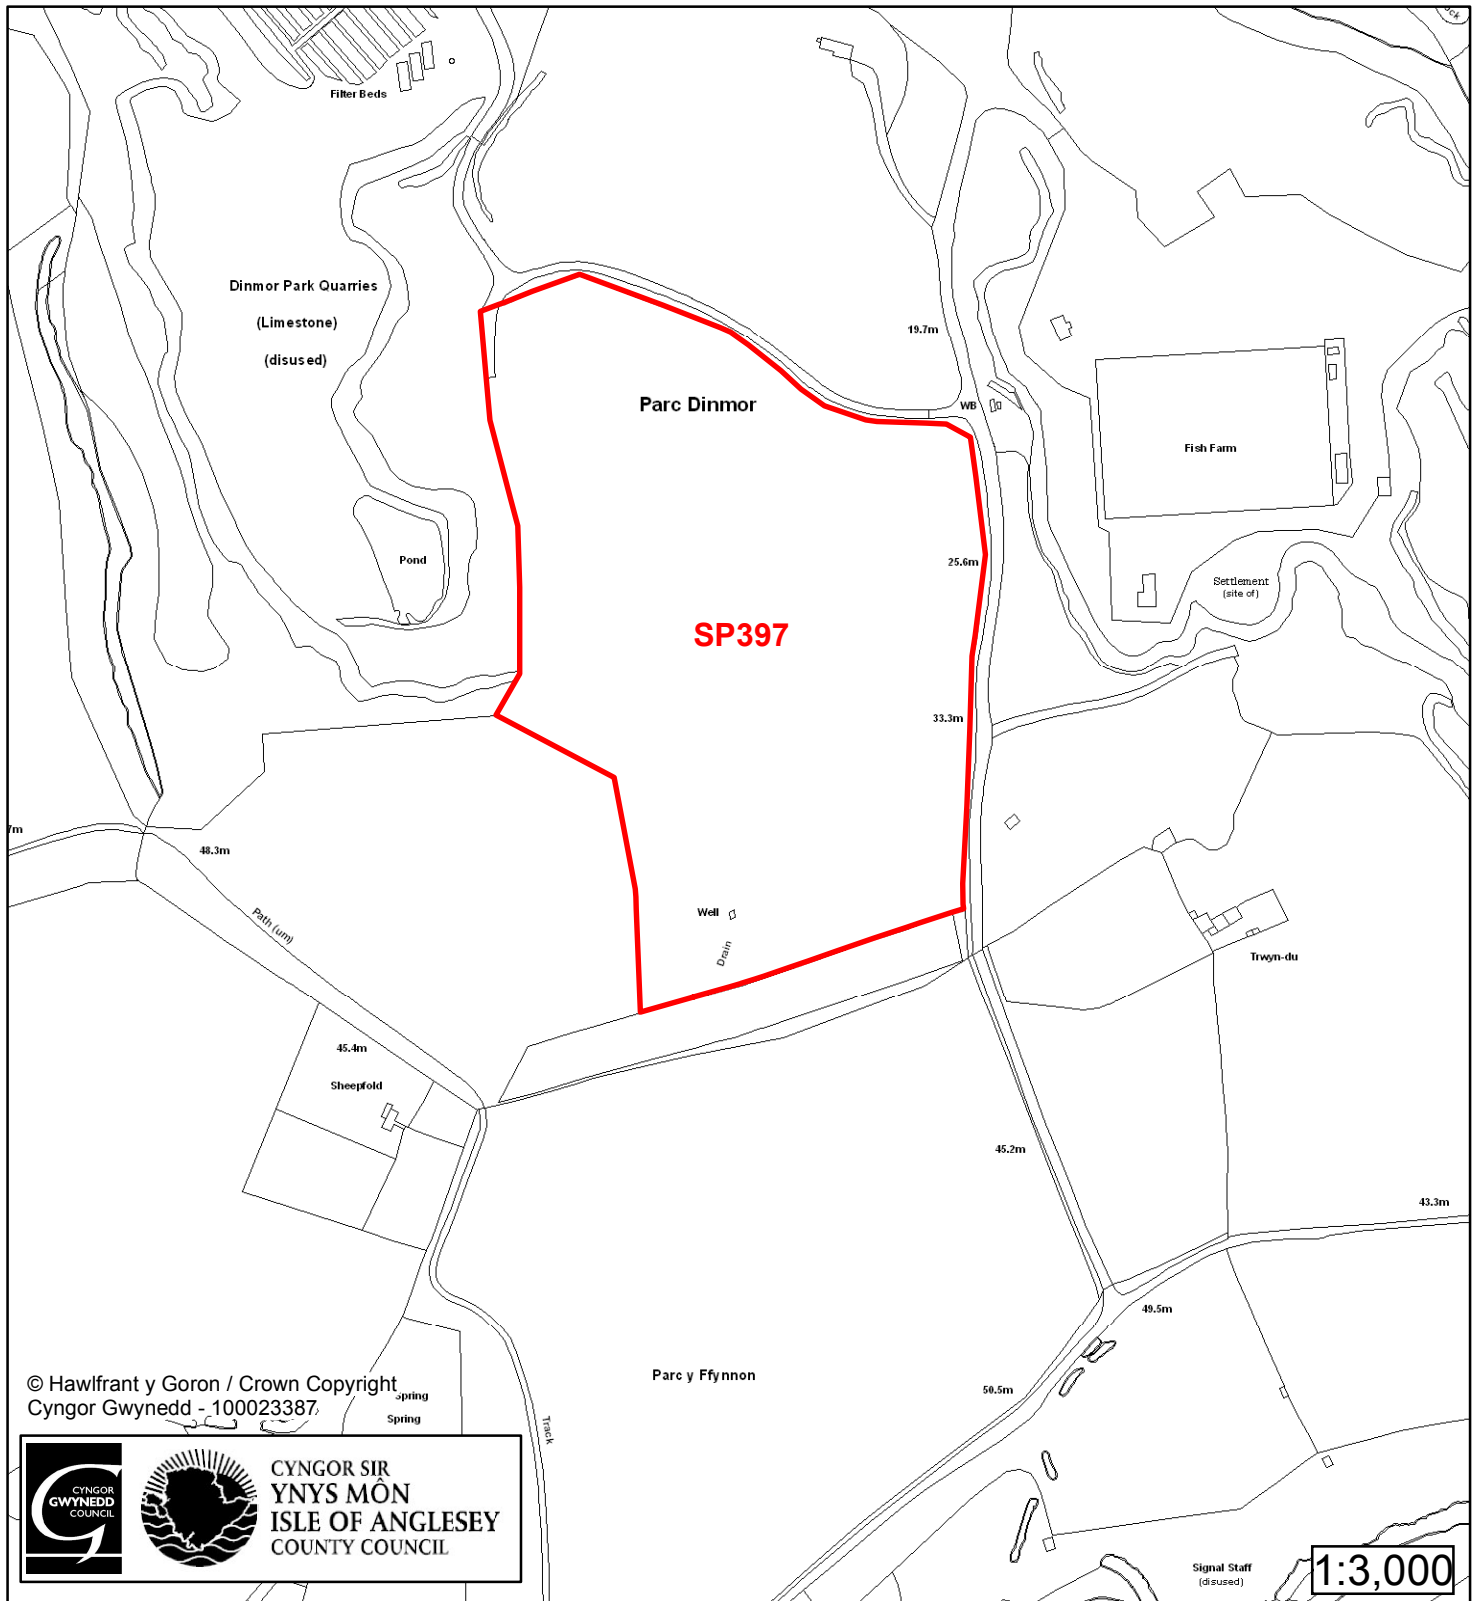 Filter Beds
Dinmor Park Quarries
(Limestone)
(disused)
19.7m
Parc Dinmor
WB
Fish Farm
Pond
25.6m
Settlement
(site of)
SP397
33.3m
48.3m
Path (um)
Well
Drain
Trwyn-du
45.4m
Sheepfold
45.2m
43.3m
49.5m
Parc y Ffynnon
50.5m
© Hawlfrant y Goron / Crown Copyright
Cyngor Gwynedd - 100023387
Spring
Spring
Track
CYNGOR
GWYNEDD
COUNCIL
CYNGOR SIR
YNYS MÔN
ISLE OF ANGLESEY
COUNTY COUNCIL
Signal Staff
(disused)
1:3,000